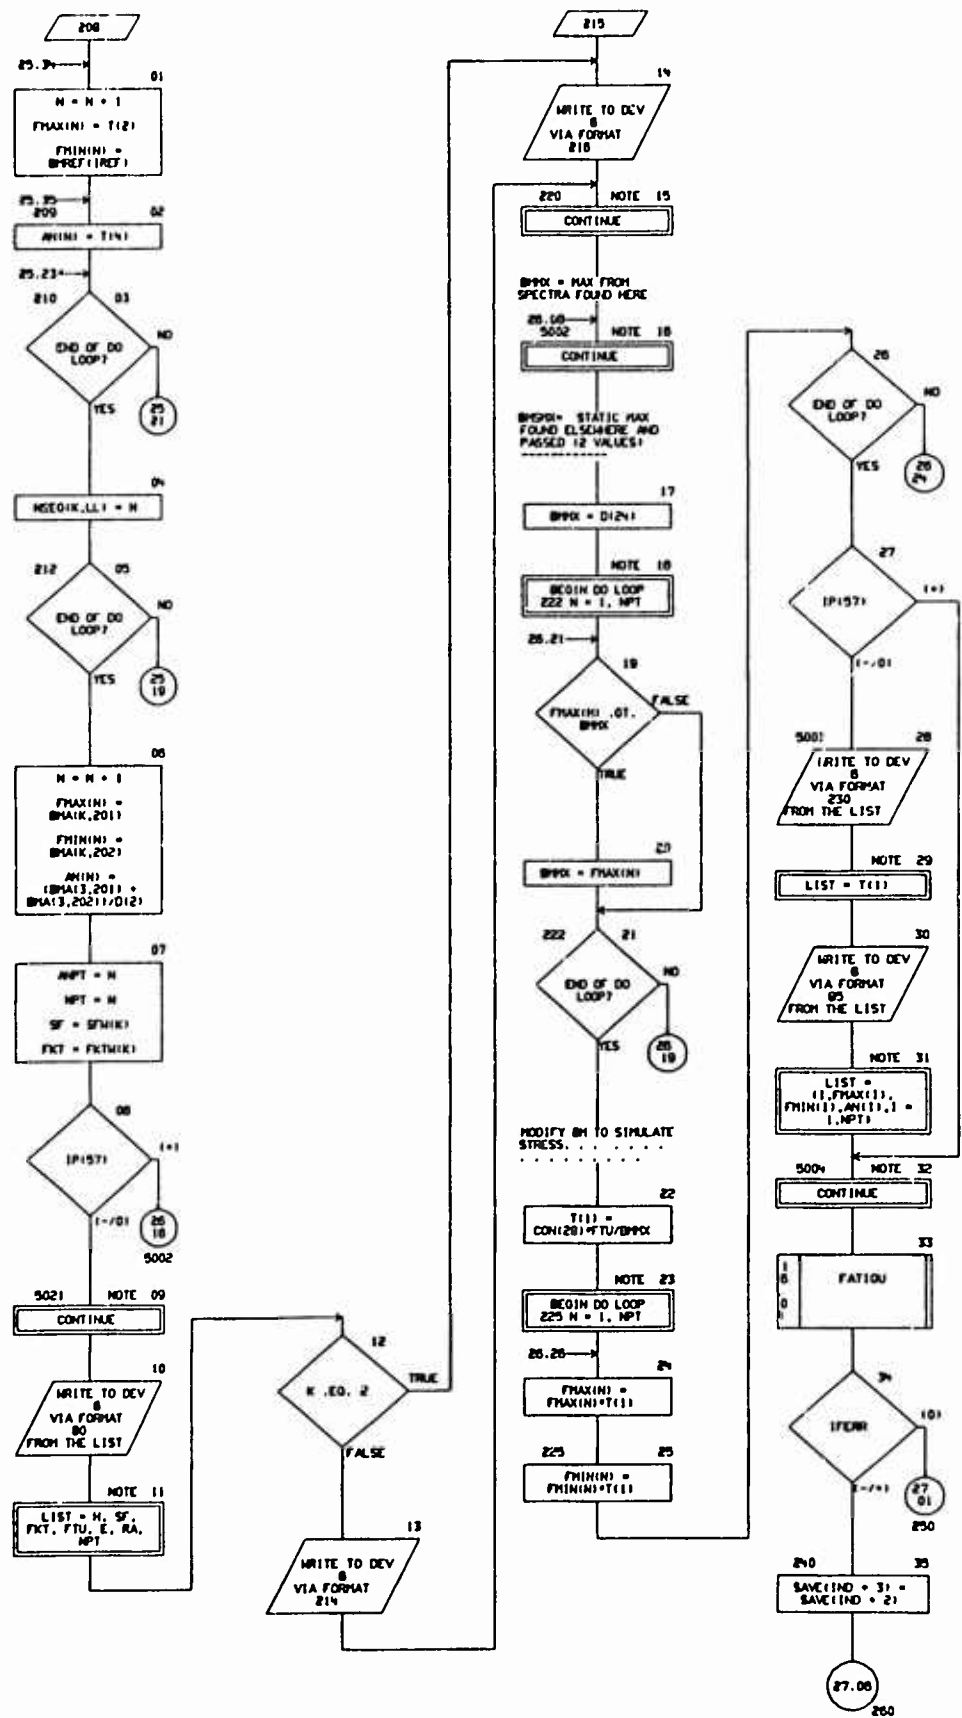 208
25.34
01
N = N + 1
FMAX(N) = T(2)
FMIN(N) =
BMREF(IREF)
25.35
209
02
AN(N) = T(4)
25.23
210
03
END OF DO
LOOP?
NO
25
21
YES
04
NSEG(K,LL) = N
212
05
END OF DO
LOOP?
NO
25
19
YES
06
N = N + 1
FMAX(N) =
BMA(K,201)
FMIN(N) =
BMA(K,202)
AN(N) =
(BMA(3,201) +
BMA(3,202))/D(2)
07
ANPT = N
NPT = N
SF = SFW(K)
FKT = FKTW(K)
08
IP(57)
(+)
26
16
5002
(-/0)
5021
NOTE 09
CONTINUE
10
WRITE TO DEV
6
VIA FORMAT
80
FROM THE LIST
NOTE 11
LIST = N, SF,
FKT, FTU, E, RA,
NPT
12
K .EQ. 2
TRUE
FALSE
13
WRITE TO DEV
6
VIA FORMAT
214
215
14
WRITE TO DEV
6
VIA FORMAT
216
220
NOTE 15
CONTINUE
BMMX = MAX FROM
SPECTRA FOUND HERE
26.08
5002
NOTE 16
CONTINUE
BMSMX= STATIC MAX
FOUND ELSEWHERE AND
PASSED (2 VALUES)
------------
17
BMMX = D(24)
NOTE 18
BEGIN DO LOOP
222 N = 1, NPT
26.21
19
FMAX(N) .GT.
BMMX
FALSE
TRUE
20
BMMX = FMAX(N)
222
21
END OF DO
LOOP?
NO
26
19
YES
MODIFY BM TO SIMULATE
STRESS. . . . . .
. . . . . . . .
22
T(1) =
CON(28)*FTU/BMMX
NOTE 23
BEGIN DO LOOP
225 N = 1, NPT
26.26
24
FMAX(N) =
FMAX(N)*T(1)
225
25
FMIN(N) =
FMIN(N)*T(1)
26
END OF DO
LOOP?
NO
26
24
YES
27
IP(57)
(+)
(-/0)
28
WRITE TO DEV
6
VIA FORMAT
230
FROM THE LIST
NOTE 29
LIST = T(1)
30
WRITE TO DEV
6
VIA FORMAT
85
FROM THE LIST
NOTE 31
LIST =
(I,FMAX(I),
FMIN(I),AN(I),I =
1,NPT)
5004
NOTE 32
CONTINUE
33
FATIGU
34
IFERR
(0)
27
01
250
(-/+)
240
35
SAVE(IND + 3) =
SAVE(IND + 2)
27.06
260